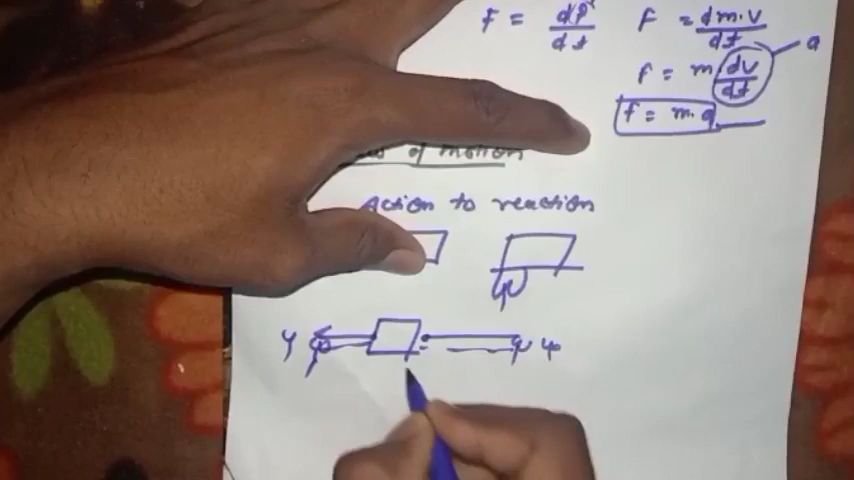 F = dP/dt F = dm.v/dt
F = m dv/dt a
F = m.a
of motion
Action to reaction